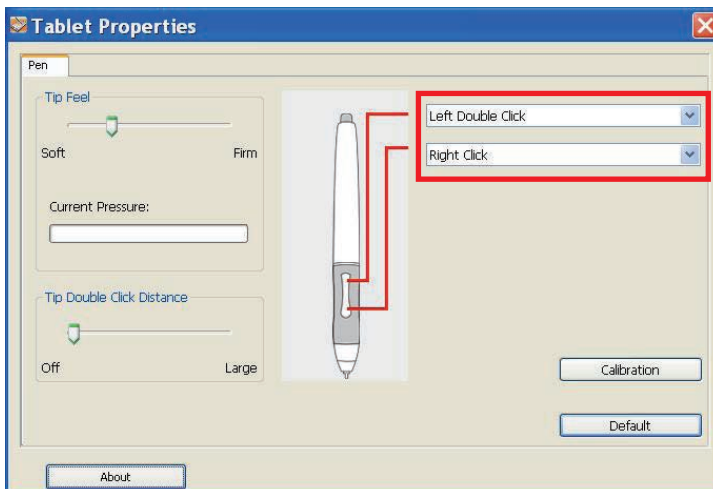 Tablet Properties
Pen
Tip Feel
Soft Firm
Current Pressure:
Tip Double Click Distance
Off Large
Left Double Click
Right Click
Calibration
Default
About